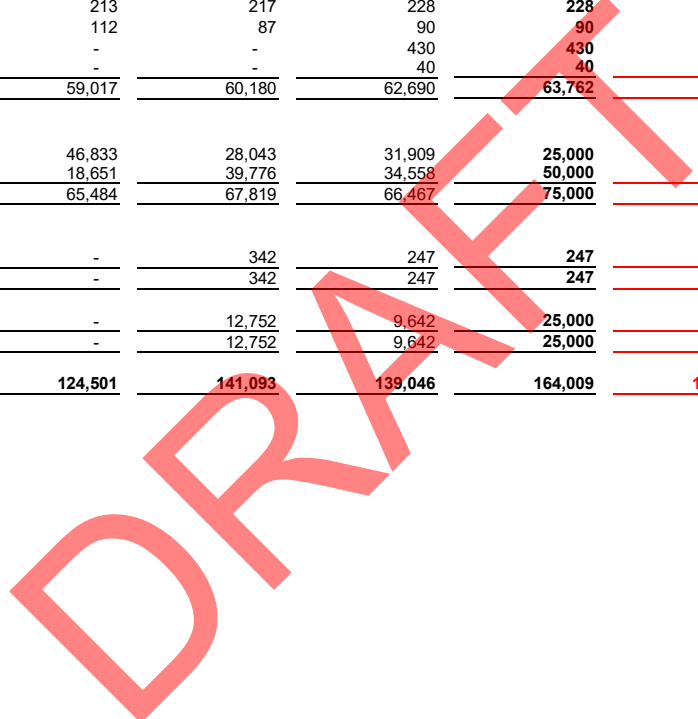 213 217 228 228
112 87 90 90
- - 430 430
- - 40 40
59,017 60,180 62,690 63,762
46,833 28,043 31,909 25,000
18,651 39,776 34,558 50,000
65,484 67,819 66,467 75,000
- 342 247 247
- 342 247 247
- 12,752 9,642 25,000
- 12,752 9,642 25,000
124,501 141,093 139,046 164,009 1
DRAFT